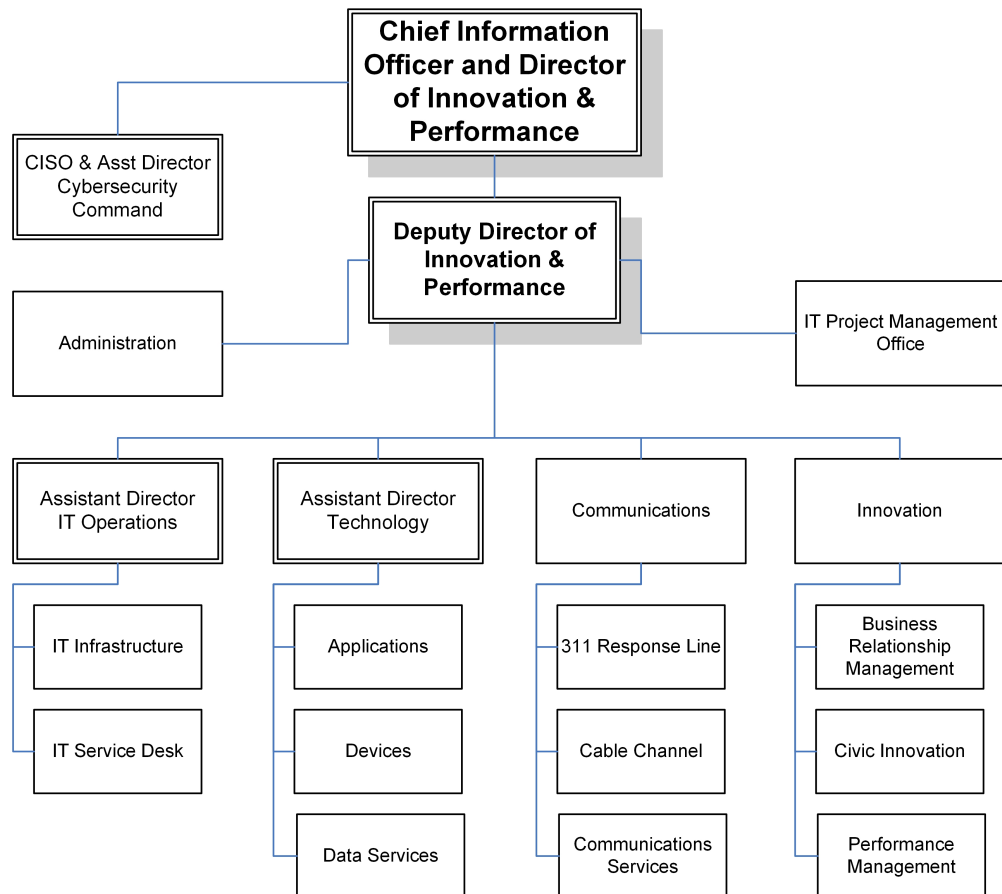 Chief Information
Officer and Director
of Innovation &
Performance
CISO & Asst Director
Cybersecurity
Command
Deputy Director of
Innovation &
Performance
Administration
IT Project Management
Office
Assistant Director
IT Operations
Assistant Director
Technology
Communications
Innovation
IT Infrastructure
Applications
311 Response Line
Business
Relationship
Management
IT Service Desk
Devices
Cable Channel
Civic Innovation
Data Services
Communications
Services
Performance
Management